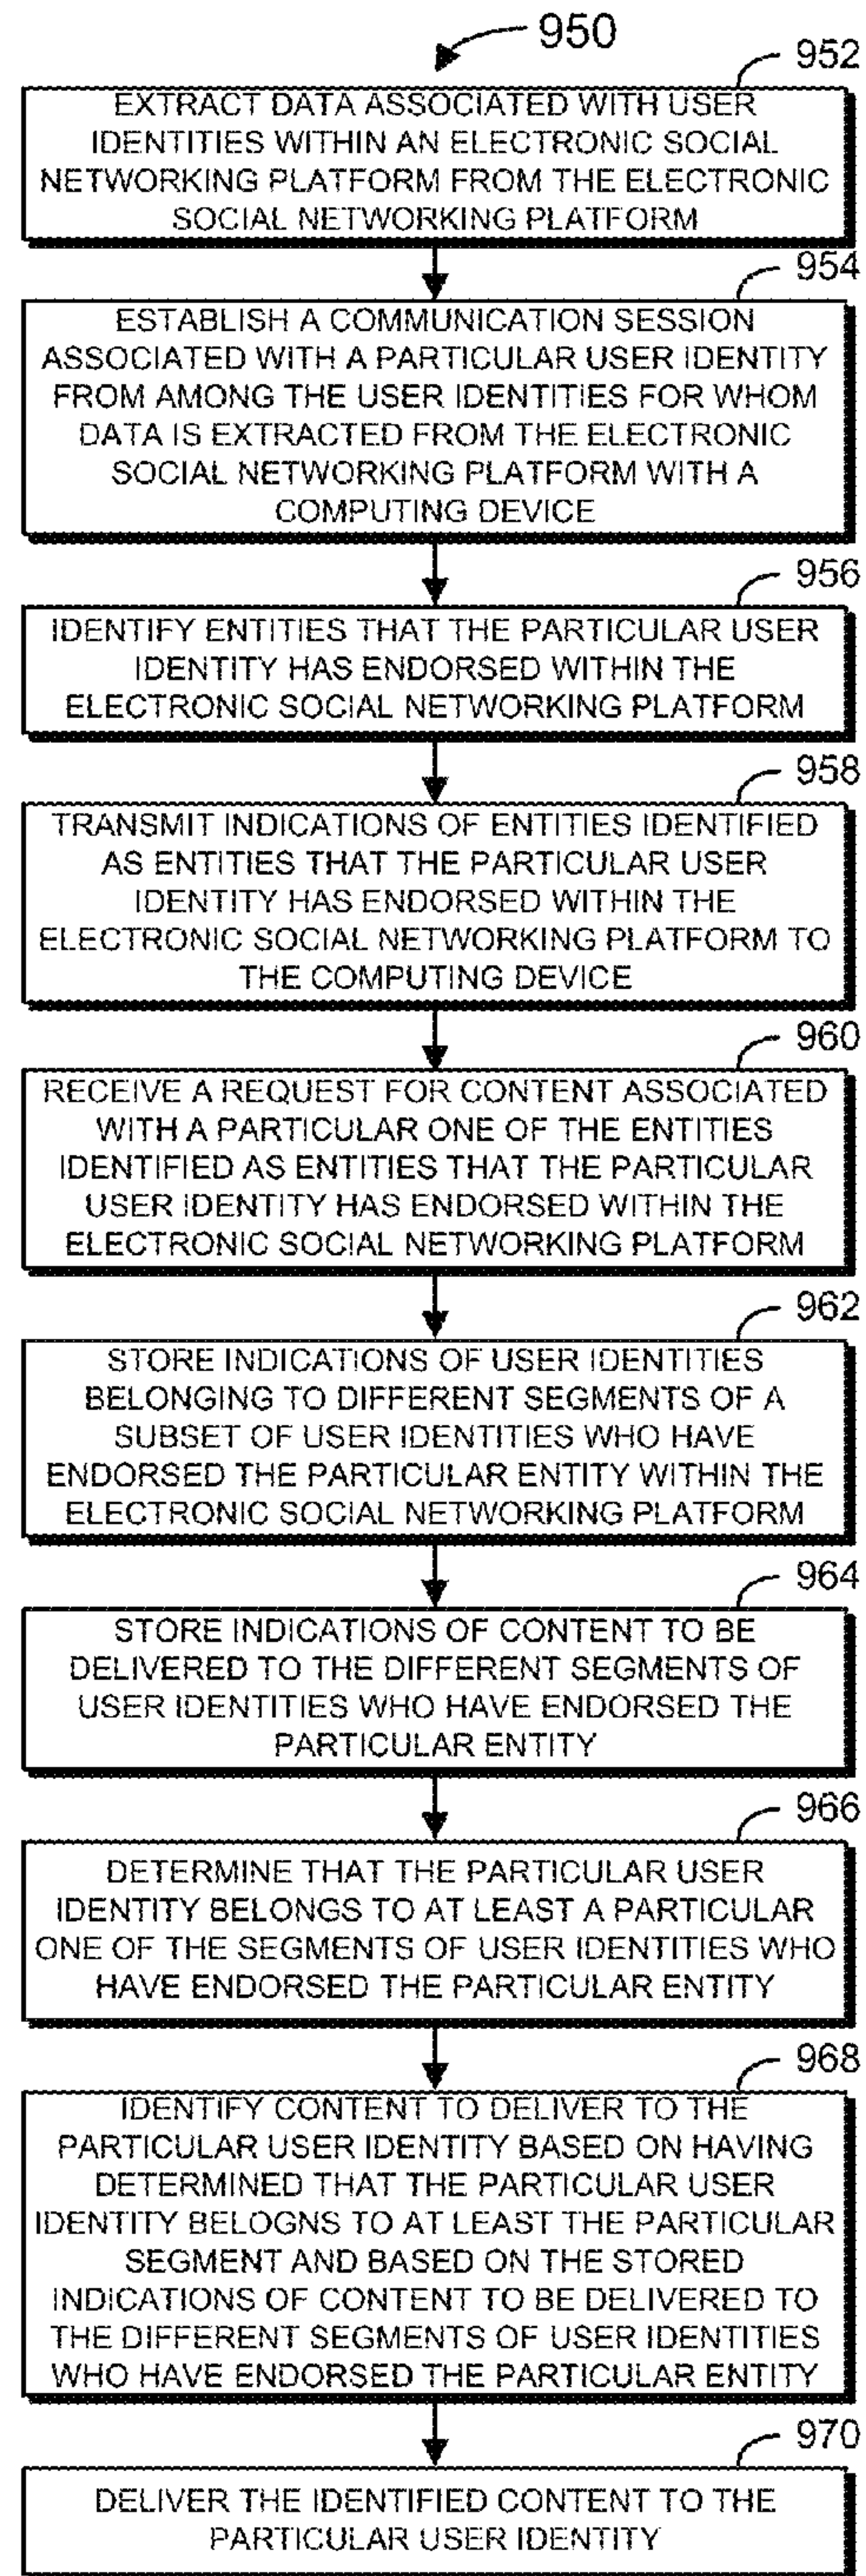 950
952
EXTRACT DATA ASSOCIATED WITH USER
IDENTITIES WITHIN AN ELECTRONIC SOCIAL
NETWORKING PLATFORM FROM THE ELECTRONIC
SOCIAL NETWORKING PLATFORM
954
ESTABLISH A COMMUNICATION SESSION
ASSOCIATED WITH A PARTICULAR USER IDENTITY
FROM AMONG THE USER IDENTITIES FOR WHOM
DATA IS EXTRACTED FROM THE ELECTRONIC
SOCIAL NETWORKING PLATFORM WITH A
COMPUTING DEVICE
956
IDENTIFY ENTITIES THAT THE PARTICULAR USER
IDENTITY HAS ENDORSED WITHIN THE
ELECTRONIC SOCIAL NETWORKING PLATFORM
958
TRANSMIT INDICATIONS OF ENTITIES IDENTIFIED
AS ENTITIES THAT THE PARTICULAR USER
IDENTITY HAS ENDORSED WITHIN THE
ELECTRONIC SOCIAL NETWORKING PLATFORM TO
THE COMPUTING DEVICE
960
RECEIVE A REQUEST FOR CONTENT ASSOCIATED
WITH A PARTICULAR ONE OF THE ENTITIES
IDENTIFIED AS ENTITIES THAT THE PARTICULAR
USER IDENTITY HAS ENDORSED WITHIN THE
ELECTRONIC SOCIAL NETWORKING PLATFORM
962
STORE INDICATIONS OF USER IDENTITIES
BELONGING TO DIFFERENT SEGMENTS OF A
SUBSET OF USER IDENTITIES WHO HAVE
ENDORSED THE PARTICULAR ENTITY WITHIN THE
ELECTRONIC SOCIAL NETWORKING PLATFORM
964
STORE INDICATIONS OF CONTENT TO BE
DELIVERED TO THE DIFFERENT SEGMENTS OF
USER IDENTITIES WHO HAVE ENDORSED THE
PARTICULAR ENTITY
966
DETERMINE THAT THE PARTICULAR USER
IDENTITY BELONGS TO AT LEAST A PARTICULAR
ONE OF THE SEGMENTS OF USER IDENTITIES WHO
HAVE ENDORSED THE PARTICULAR ENTITY
968
IDENTIFY CONTENT TO DELIVER TO THE
PARTICULAR USER IDENTITY BASED ON HAVING
DETERMINED THAT THE PARTICULAR USER
IDENTITY BELOGNS TO AT LEAST THE PARTICULAR
SEGMENT AND BASED ON THE STORED
INDICATIONS OF CONTENT TO BE DELIVERED TO
THE DIFFERENT SEGMENTS OF USER IDENTITIES
WHO HAVE ENDORSED THE PARTICULAR ENTITY
970
DELIVER THE IDENTIFIED CONTENT TO THE
PARTICULAR USER IDENTITY